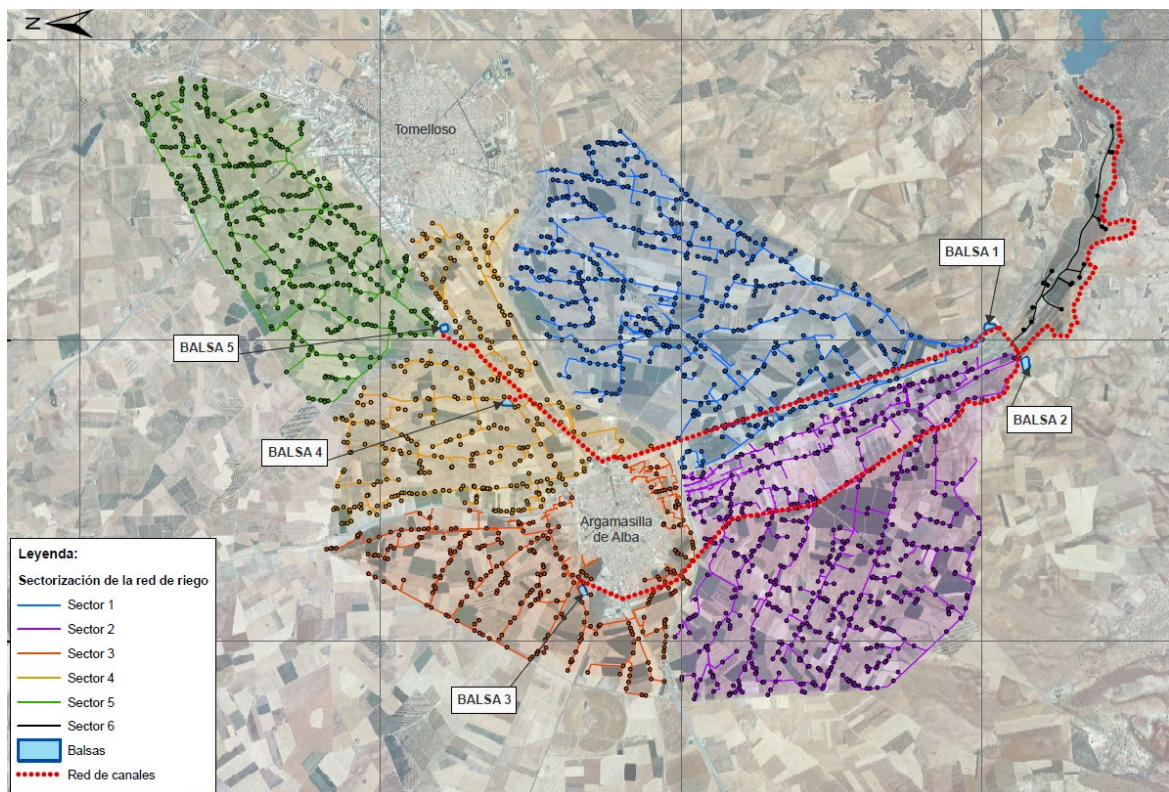 N
Tomelloso
BALSA 1
BALSA 5
BALSA 2
BALSA 4
Argamasilla
de Alba
BALSA 3
Leyenda:
Sectorización de la red de riego
Sector 1
Sector 2
Sector 3
Sector 4
Sector 5
Sector 6
Balsas
Red de canales